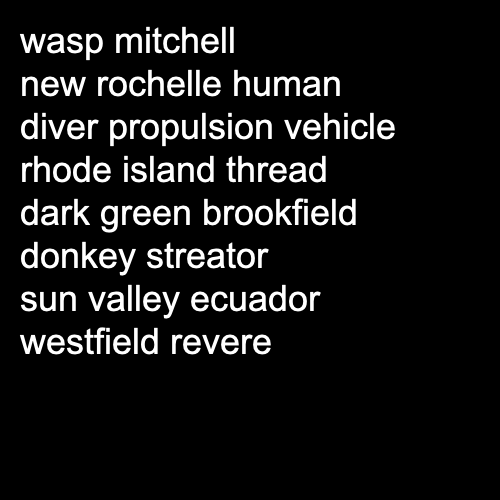 wasp mitchell
new rochelle human
diver propulsion vehicle
rhode island thread
dark green brookfield
donkey streator
sun valley ecuador
westfield revere